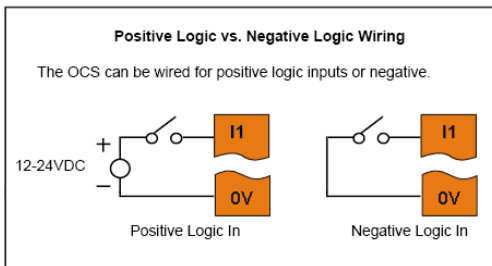 Positive Logic vs. Negative Logic Wiring
The OCS can be wired for positive logic inputs or negative.
+
12-24VDC
–
I1
0V
Positive Logic In
I1
0V
Negative Logic In